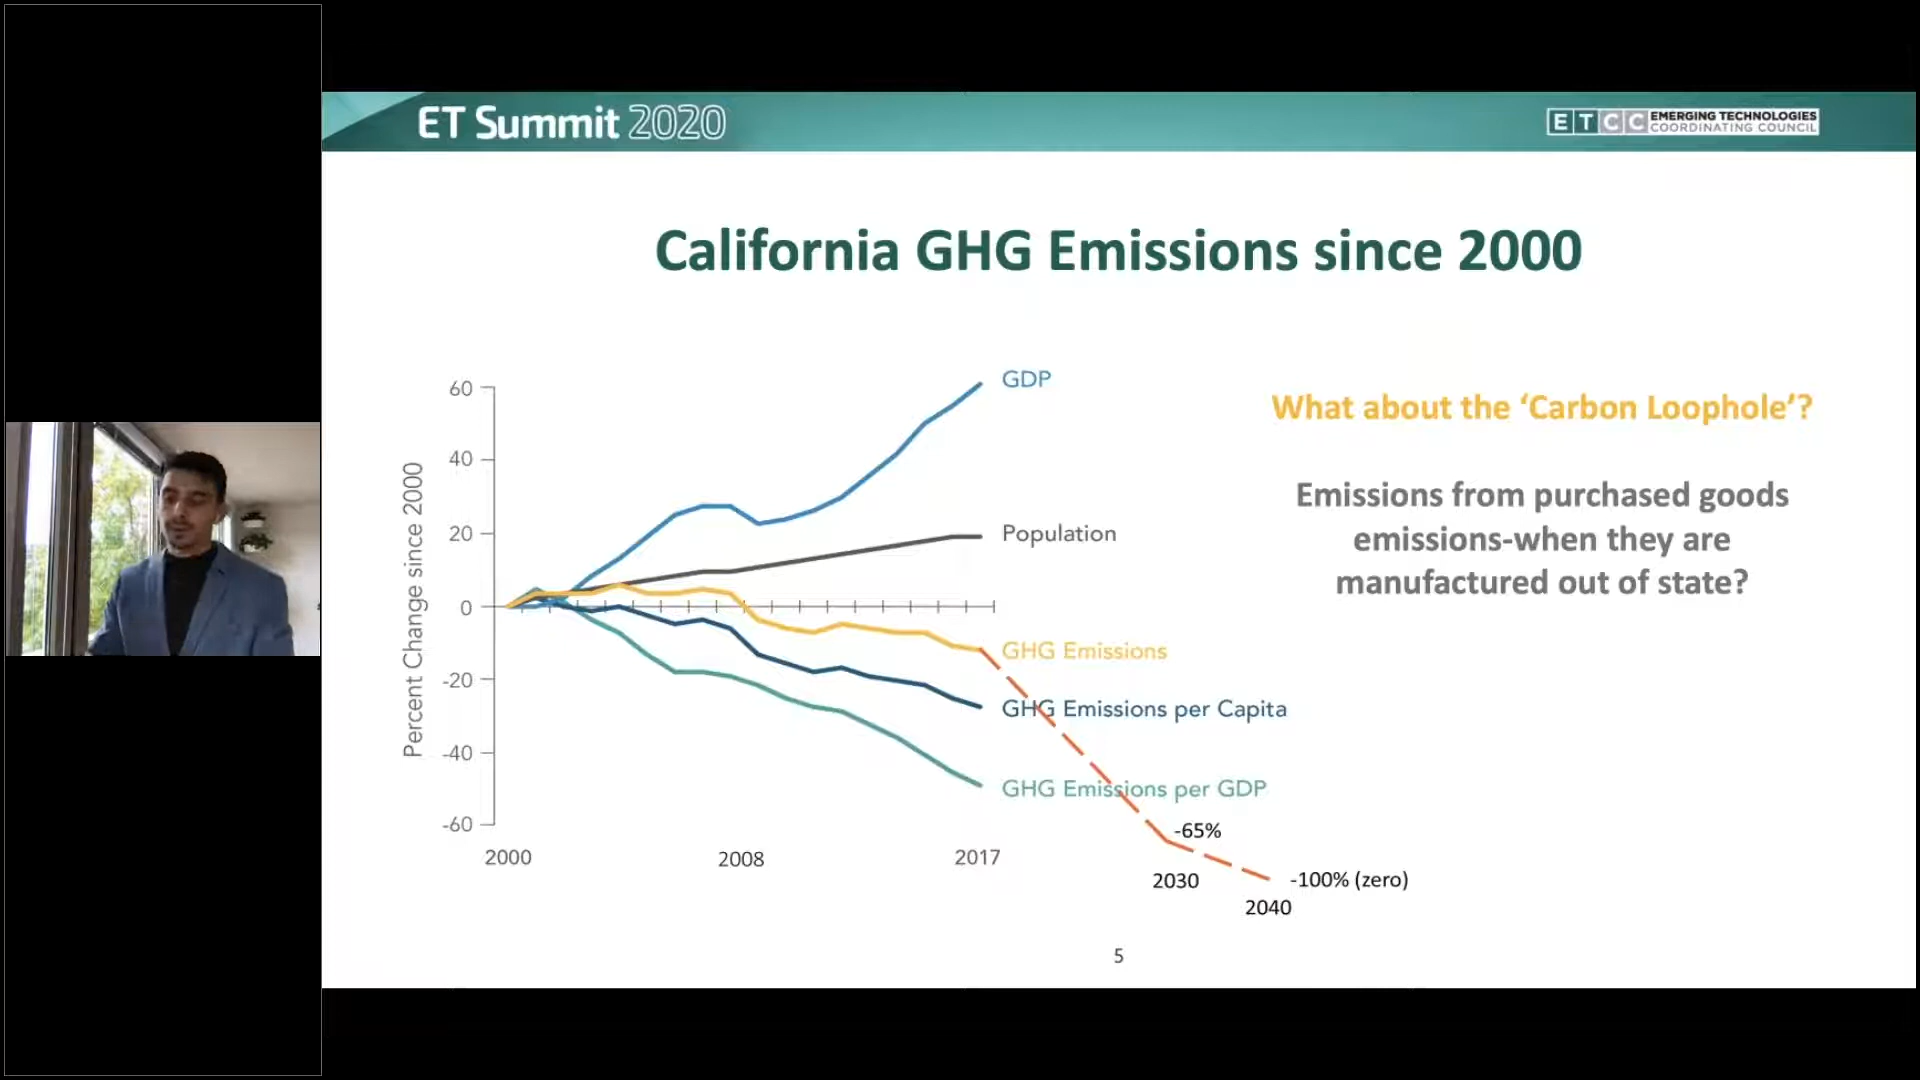 ET Summit 2020
ETCC EMERGING TECHNOLOGIES
COORDINATING COUNCIL
California GHG Emissions since 2000
What about the ‘Carbon Loophole’?
Emissions from purchased goods
emissions-when they are
manufactured out of state?
Percent Change since 2000
60
40
20
0
-20
-40
-60
GDP
Population
GHG Emissions
GHG Emissions per Capita
GHG Emissions per GDP
-65%
-100% (zero)
2000
2008
2017
2030
2040
5